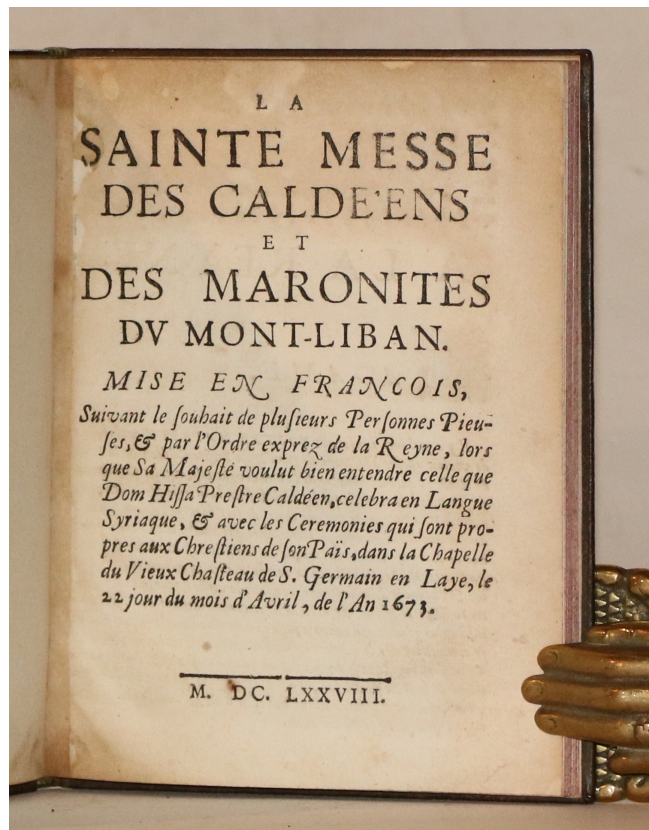 LA
SAINTE MESSE
DES CALDE'ENS
ET
DES MARONITES
DV MONT-LIBAN.
MISE EN FRANCOIS,
Suivant le ſouhait de pluſieurs Perſonnes Pieu-
ſes, & par l'Ordre exprez de la Reyne, lors
que Sa Majeſté voulut bien entendre celle que
Dom Hiſſa Preſtre Caldéen, celebra en Langue
Syriaque, & avec les Ceremonies qui ſont pro-
pres aux Chreſtiens de ſon Païs, dans la Chapelle
du Vieux Chaſteau de S. Germain en Laye, le
22 jour du mois d'Avril, de l'An 1673.
M. DC. LXXVIII.